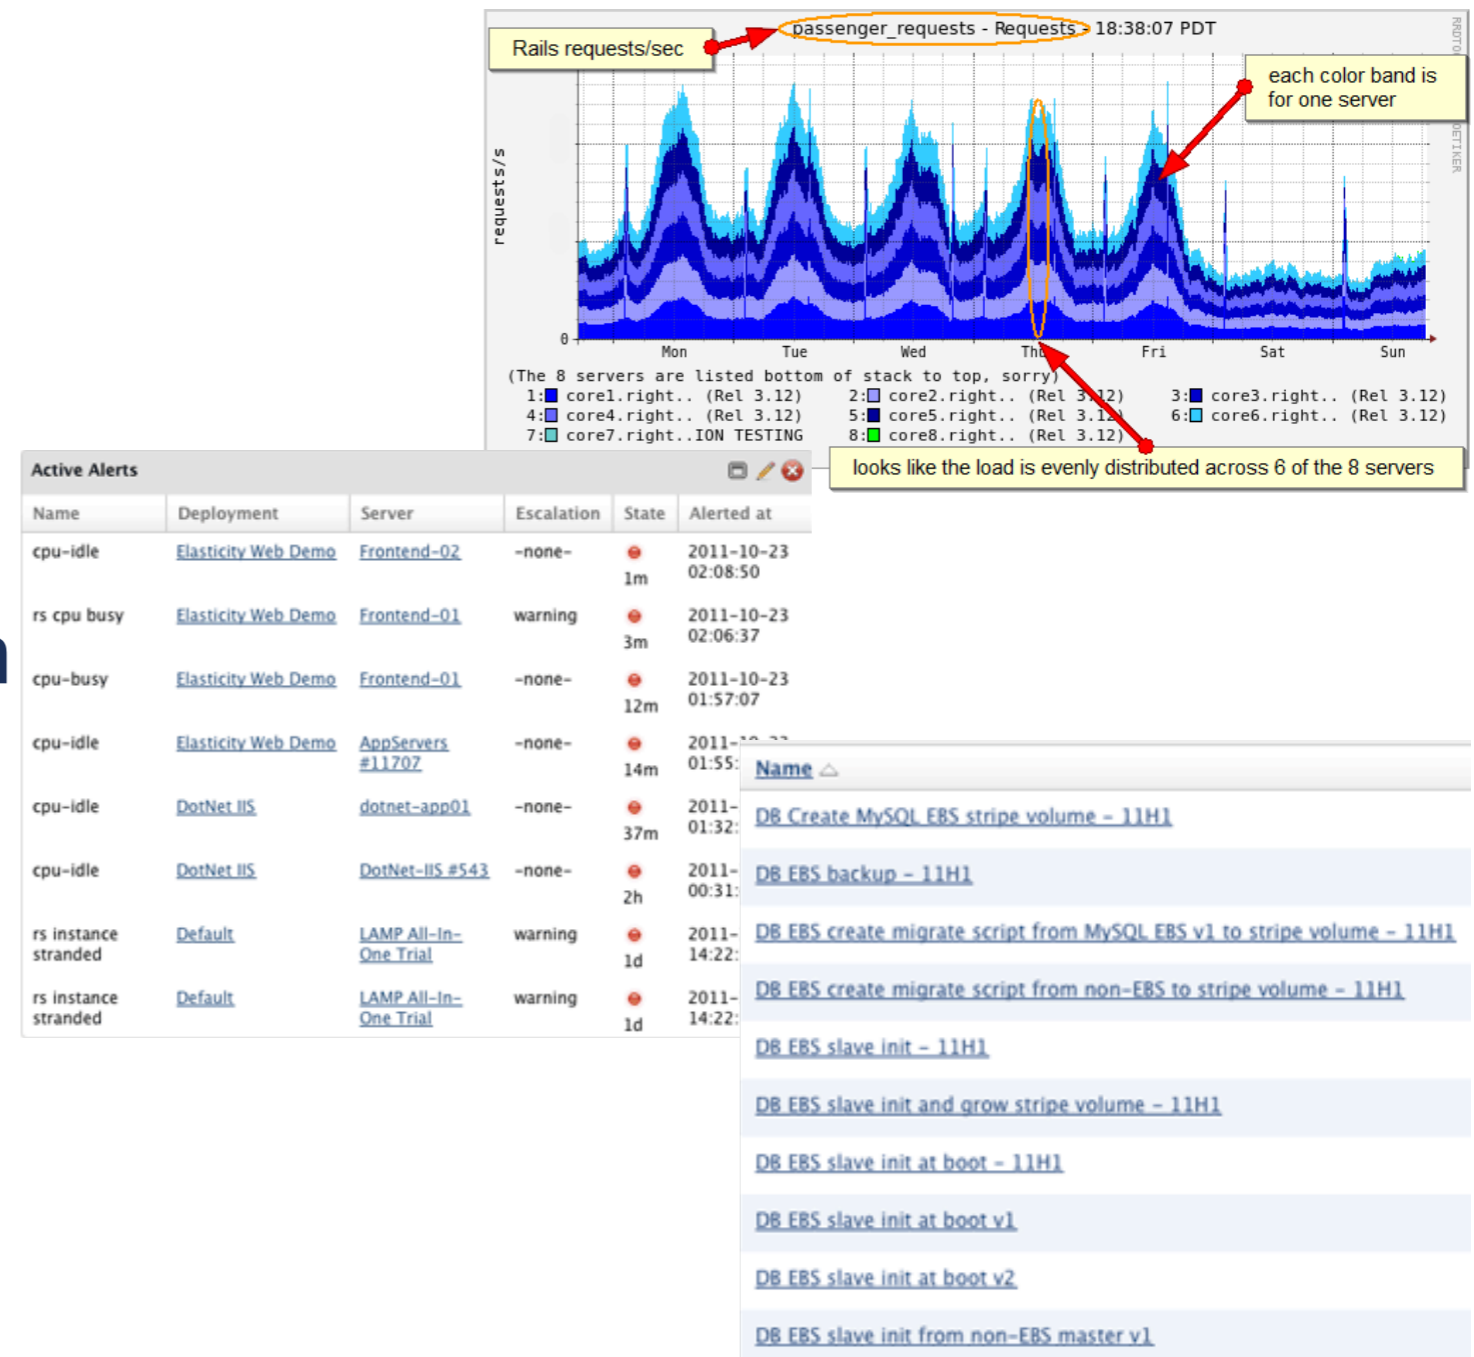 passenger_requests - Requests - 18:38:07 PDT
Rails requests/sec
each color band is
for one server
requests/s
0
Mon Tue Wed Thu Fri Sat Sun
(The 8 servers are listed bottom of stack to top, sorry)
1: core1.right.. (Rel 3.12) 2: core2.right.. (Rel 3.12) 3: core3.right.. (Rel 3.12)
4: core4.right.. (Rel 3.12) 5: core5.right.. (Rel 3.12) 6: core6.right.. (Rel 3.12)
7: core7.right..ION TESTING 8: core8.right.. (Rel 3.12)
looks like the load is evenly distributed across 6 of the 8 servers
Active Alerts
Name Deployment Server Escalation State Alerted at
cpu-idle Elasticity Web Demo Frontend-02 -none- 1m 2011-10-23
02:08:50
rs cpu busy Elasticity Web Demo Frontend-01 warning 3m 2011-10-23
02:06:37
cpu-busy Elasticity Web Demo Frontend-01 -none- 12m 2011-10-23
01:57:07
cpu-idle Elasticity Web Demo AppServers -none- 14m 2011-
#11707 01:55:
cpu-idle DotNet IIS dotnet-app01 -none- 37m 2011-
01:32:
cpu-idle DotNet IIS DotNet-IIS #543 -none- 2h 2011-
00:31:
rs instance Default LAMP All-In- warning 1d 2011-
stranded One Trial 14:22:
rs instance Default LAMP All-In- warning 1d 2011-
stranded One Trial 14:22:
Name
DB Create MySQL EBS stripe volume - 11H1
DB EBS backup - 11H1
DB EBS create migrate script from MySQL EBS v1 to stripe volume - 11H1
DB EBS create migrate script from non-EBS to stripe volume - 11H1
DB EBS slave init - 11H1
DB EBS slave init and grow stripe volume - 11H1
DB EBS slave init at boot - 11H1
DB EBS slave init at boot v1
DB EBS slave init at boot v2
DB EBS slave init from non-EBS master v1